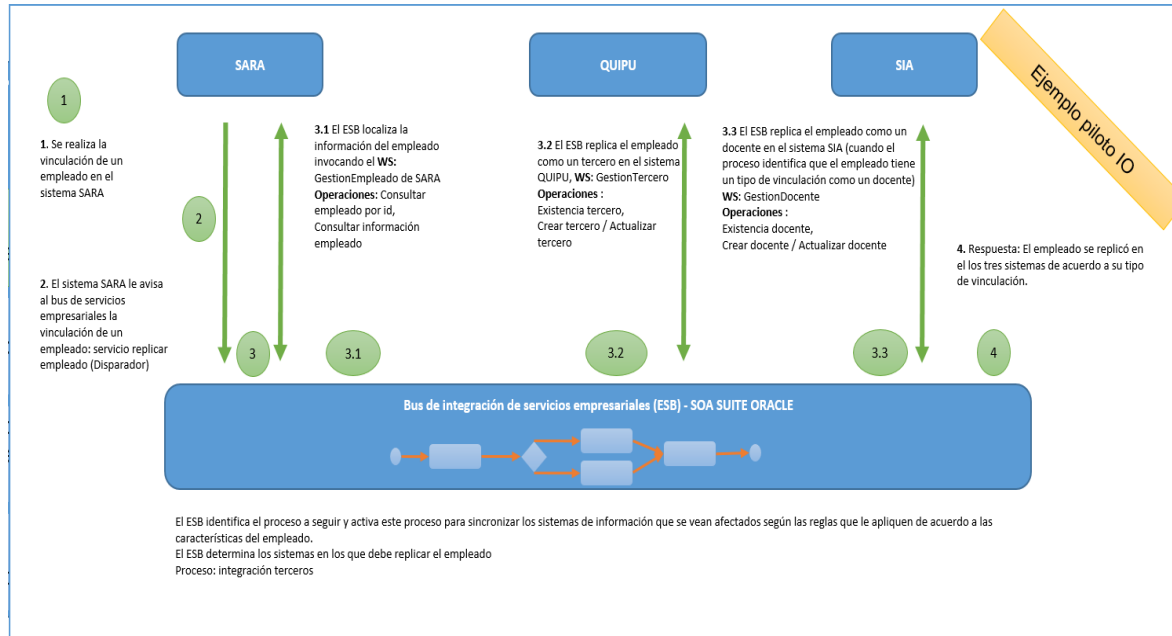 SARA
QUIPU
SIA
Ejemplo piloto IO
1
1. Se realiza la
vinculación de un
empleado en el
sistema SARA
2
2. El sistema SARA le avisa
al bus de servicios
empresariales la
vinculación de un
empleado: servicio replicar
empleado (Disparador)
3
3.1 El ESB localiza la
información del empleado
invocando el WS:
GestionEmpleado de SARA
Operaciones: Consultar
empleado por id,
Consultar información
empleado
3.1
3.2 El ESB replica el empleado
como un tercero en el sistema
QUIPU, WS: GestionTercero
Operaciones :
Existencia tercero,
Crear tercero / Actualizar
tercero
3.2
3.3 El ESB replica el empleado como un
docente en el sistema SIA (cuando el
proceso identifica que el empleado tiene
un tipo de vinculación como un docente)
WS: GestionDocente
Operaciones :
Existencia docente,
Crear docente / Actualizar docente
3.3
4. Respuesta: El empleado se replicó en
el los tres sistemas de acuerdo a su tipo
de vinculación.
4
Bus de integración de servicios empresariales (ESB) - SOA SUITE ORACLE
El ESB identifica el proceso a seguir y activa este proceso para sincronizar los sistemas de información que se vean afectados según las reglas que le apliquen de acuerdo a las
características del empleado.
El ESB determina los sistemas en los que debe replicar el empleado
Proceso: integración terceros